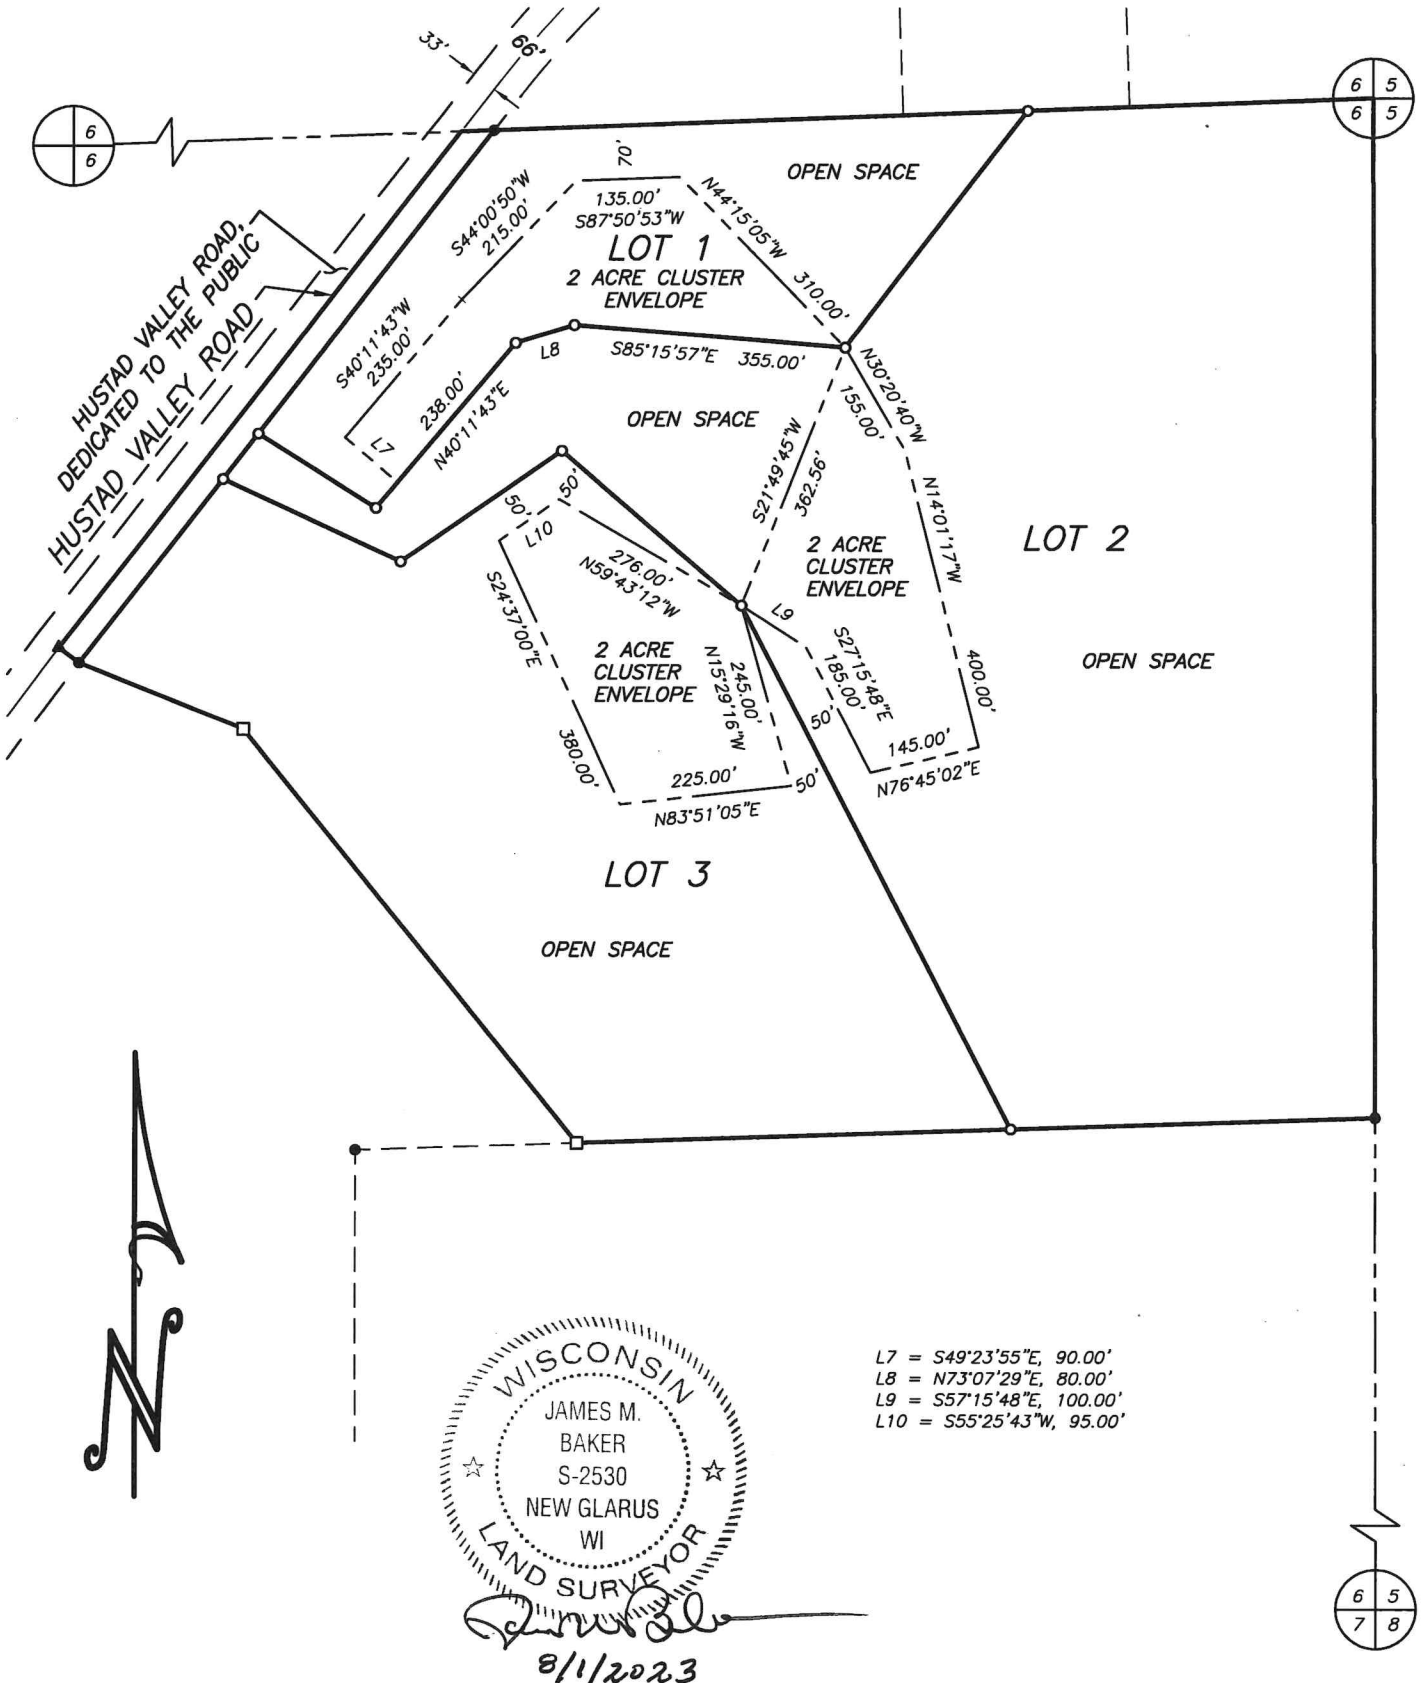 33'
66'
6
6
6 5
6 5
OPEN SPACE
70'
135.00'
S87°50'53"W
N44°15'05"W
310.00'
S44°00'50"W
215.00'
LOT 1
2 ACRE CLUSTER
ENVELOPE
HUSTAD VALLEY ROAD,
DEDICATED TO THE PUBLIC
HUSTAD VALLEY ROAD
S40°11'43"W
235.00'
L8
S85°15'57"E 355.00'
N30°20'40"W
155.00'
238.00'
N40°11'43"E
L7
OPEN SPACE
S21°49'45"W
362.56'
N14°01'17"W
400.00'
50'
50'
L10
276.00'
N59°43'12"W
2 ACRE
CLUSTER
ENVELOPE
LOT 2
L9
S24°37'00"E
380.00'
2 ACRE
CLUSTER
ENVELOPE
N15°29'16"W
245.00'
S27°15'48"E
185.00'
OPEN SPACE
50'
145.00'
N76°45'02"E
225.00'
50'
N83°51'05"E
LOT 3
OPEN SPACE
N
WISCONSIN
JAMES M.
BAKER
S-2530
NEW GLARUS
WI
LAND SURVEYOR
8/1/2023
L7 = S49°23'55"E, 90.00'
L8 = N73°07'29"E, 80.00'
L9 = S57°15'48"E, 100.00'
L10 = S55°25'43"W, 95.00'
6 5
7 8